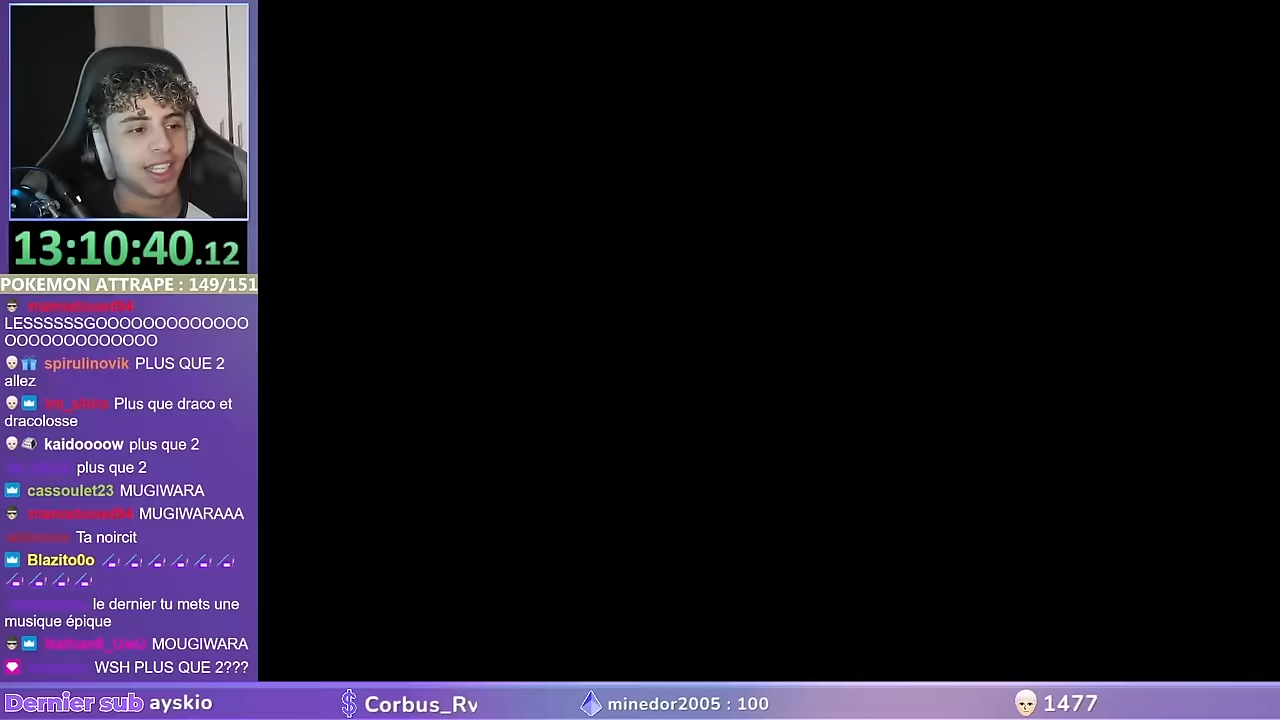 13:10:40.12
POKEMON ATTRAPE : 149/151
LESSSSSSGOOOOOOOOOOOOO
OOOOOOOOOOOOO
spirulinovik PLUS QUE 2
allez
Plus que draco et
dracolosse
kaidoooow plus que 2
plus que 2
cassoulet23 MUGIWARA
MUGIWARAAA
Ta noircit
Blazito0o
le dernier tu mets une
musique épique
MOUGIWARA
WSH PLUS QUE 2???
Dernier sub ayskio
Corbus_Rv
minedor2005 : 100
1477